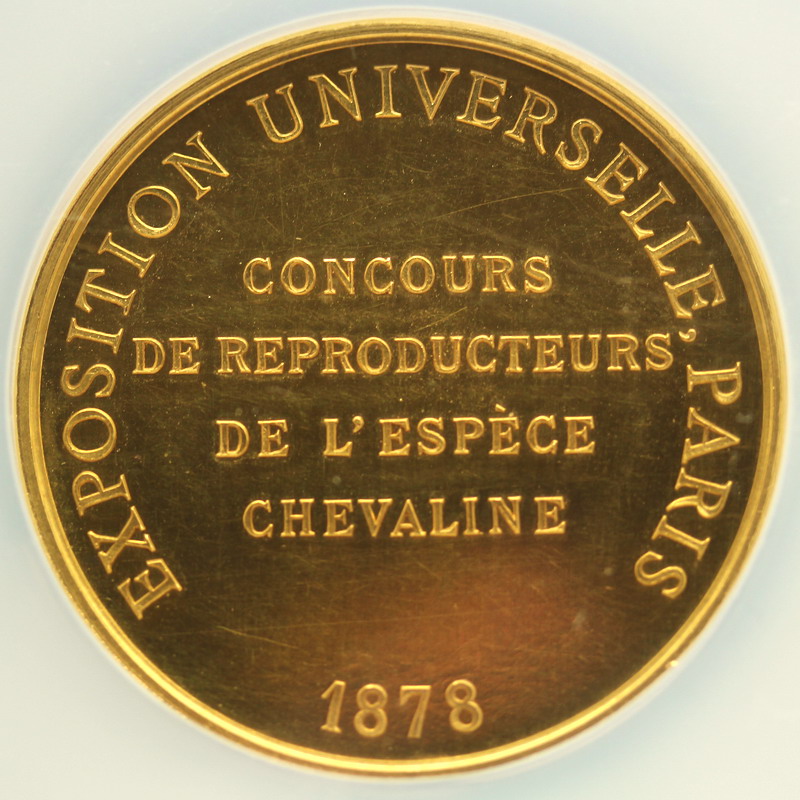 EXPOSITION UNIVERSELLE, PARIS
CONCOURS
DE REPRODUCTEURS
DE L'ESPÈCE
CHEVALINE
1878